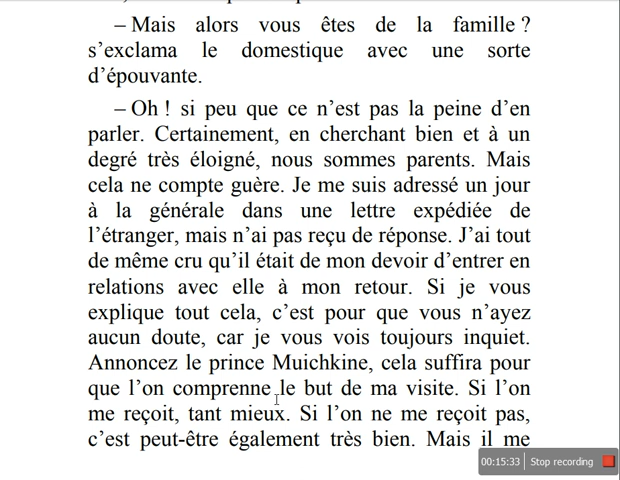 – Mais alors vous êtes de la famille ?
s’exclama le domestique avec une sorte
d’épouvante.
– Oh ! si peu que ce n’est pas la peine d’en
parler. Certainement, en cherchant bien et à un
degré très éloigné, nous sommes parents. Mais
cela ne compte guère. Je me suis adressé un jour
à la générale dans une lettre expédiée de
l’étranger, mais n’ai pas reçu de réponse. J’ai tout
de même cru qu’il était de mon devoir d’entrer en
relations avec elle à mon retour. Si je vous
explique tout cela, c’est pour que vous n’ayez
aucun doute, car je vous vois toujours inquiet.
Annoncez le prince Muichkine, cela suffira pour
que l’on comprenne le but de ma visite. Si l’on
me reçoit, tant mieux. Si l’on ne me reçoit pas,
c’est peut-être également très bien. Mais il me
00:15:33 Stop recording